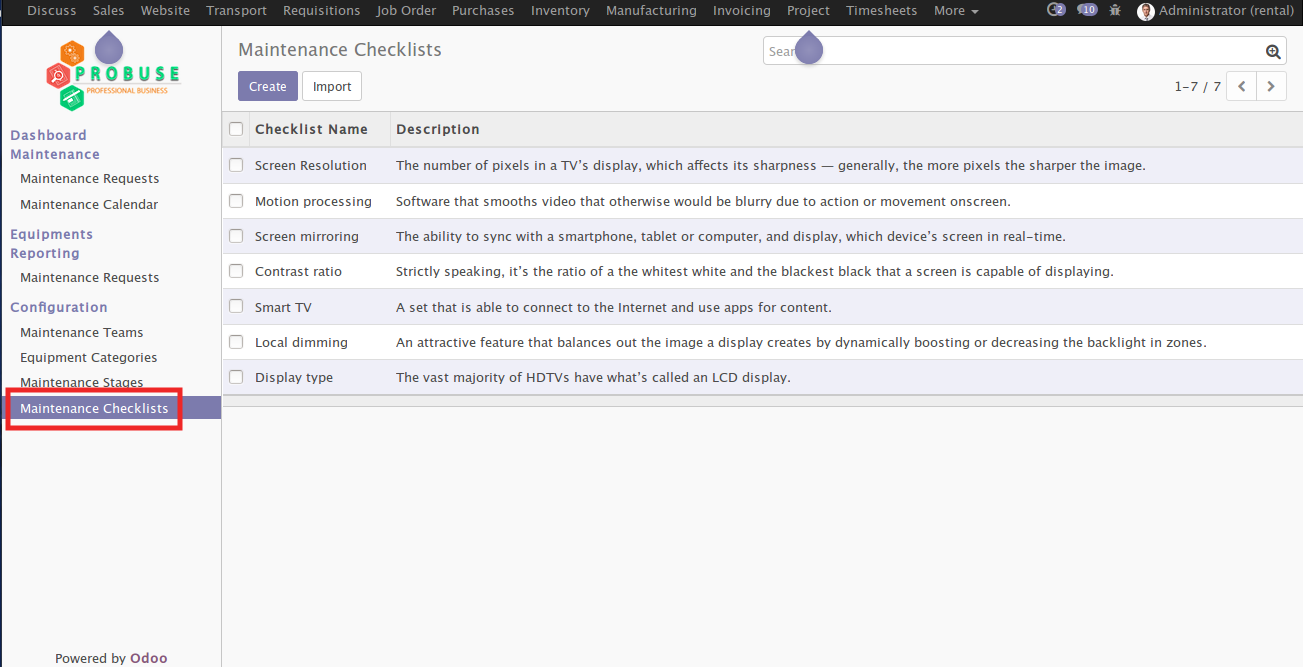 Discuss Sales Website Transport Requisitions Job Order Purchases Inventory Manufacturing Invoicing Project Timesheets More 2 10 Administrator (rental)
PROBUSE
PROFESSIONAL BUSINESS
Dashboard
Maintenance
Maintenance Requests
Maintenance Calendar
Equipments
Reporting
Maintenance Requests
Configuration
Maintenance Teams
Equipment Categories
Maintenance Stages
Maintenance Checklists
Powered by Odoo
Maintenance Checklists
Create Import
1-7 / 7
Checklist Name Description
Screen Resolution The number of pixels in a TV’s display, which affects its sharpness — generally, the more pixels the sharper the image.
Motion processing Software that smooths video that otherwise would be blurry due to action or movement onscreen.
Screen mirroring The ability to sync with a smartphone, tablet or computer, and display, which device’s screen in real-time.
Contrast ratio Strictly speaking, it’s the ratio of a the whitest white and the blackest black that a screen is capable of displaying.
Smart TV A set that is able to connect to the Internet and use apps for content.
Local dimming An attractive feature that balances out the image a display creates by dynamically boosting or decreasing the backlight in zones.
Display type The vast majority of HDTVs have what’s called an LCD display.